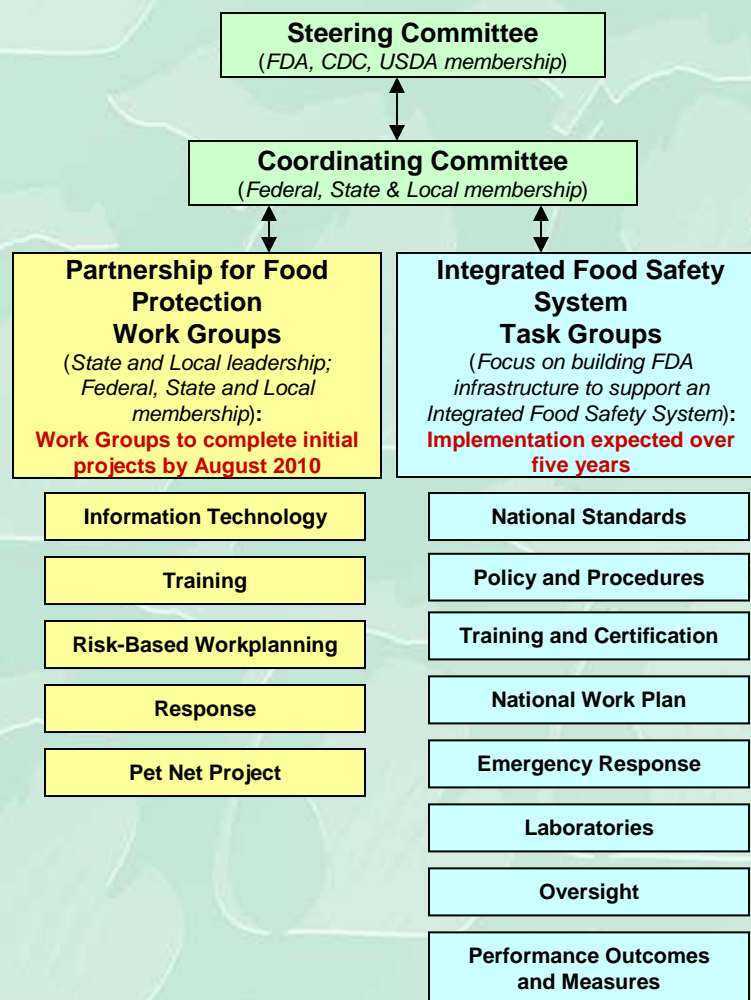 Steering Committee
(FDA, CDC, USDA membership)
Coordinating Committee
(Federal, State & Local membership)
Partnership for Food
Protection
Work Groups
(State and Local leadership;
Federal, State and Local
membership):
Work Groups to complete initial
projects by August 2010
Information Technology
Training
Risk-Based Workplanning
Response
Pet Net Project
Integrated Food Safety
System
Task Groups
(Focus on building FDA
infrastructure to support an
Integrated Food Safety System):
Implementation expected over
five years
National Standards
Policy and Procedures
Training and Certification
National Work Plan
Emergency Response
Laboratories
Oversight
Performance Outcomes
and Measures